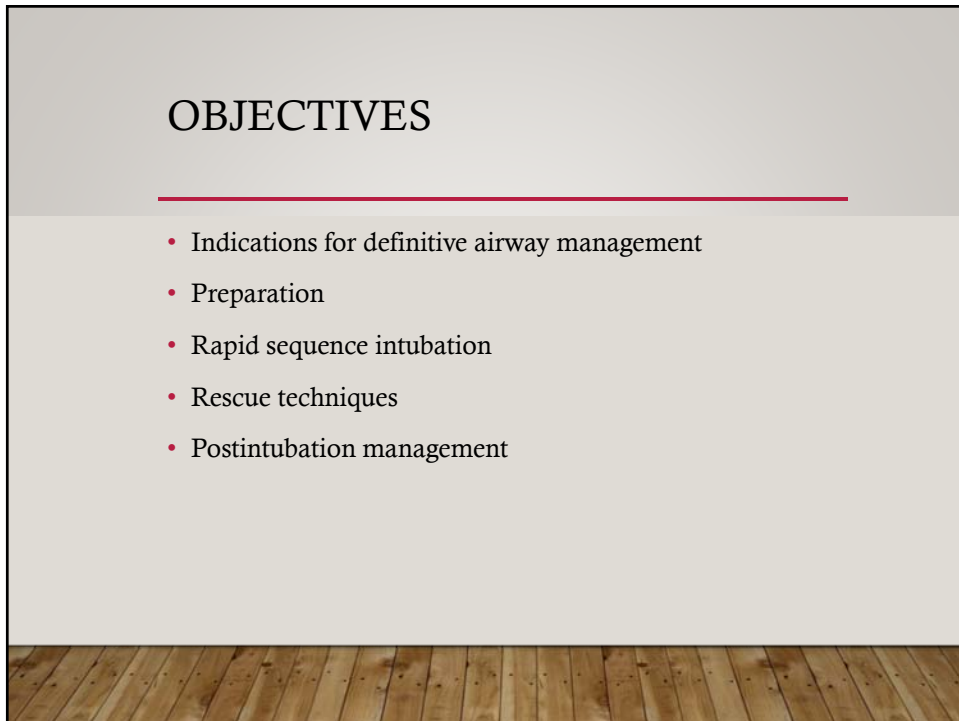 OBJECTIVES
• Indications for definitive airway management
• Preparation
• Rapid sequence intubation
• Rescue techniques
• Postintubation management